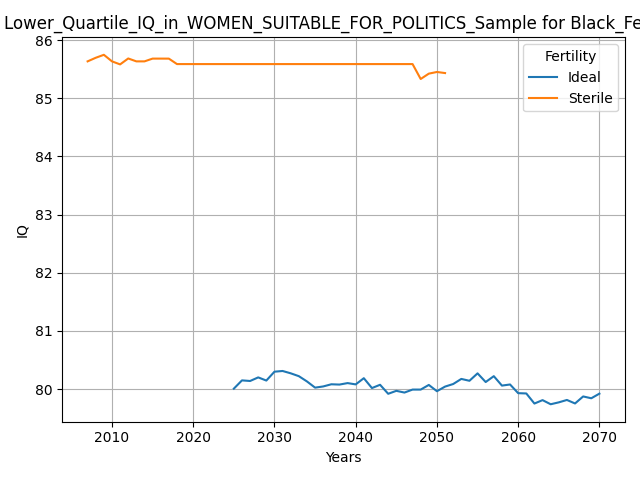 Lower_Quartile_IQ_in_WOMEN_SUITABLE_FOR_POLITICS_Sample for Black_Fe
86
85
84
83
82
81
80
IQ
Fertility
Ideal
Sterile
2010 2020 2030 2040 2050 2060 2070
Years